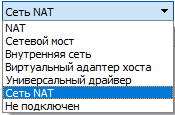 Сеть NAT
NAT
Сетевой мост
Внутренняя сеть
Виртуальный адаптер хоста
Универсальный драйвер
Сеть NAT
Не подключен